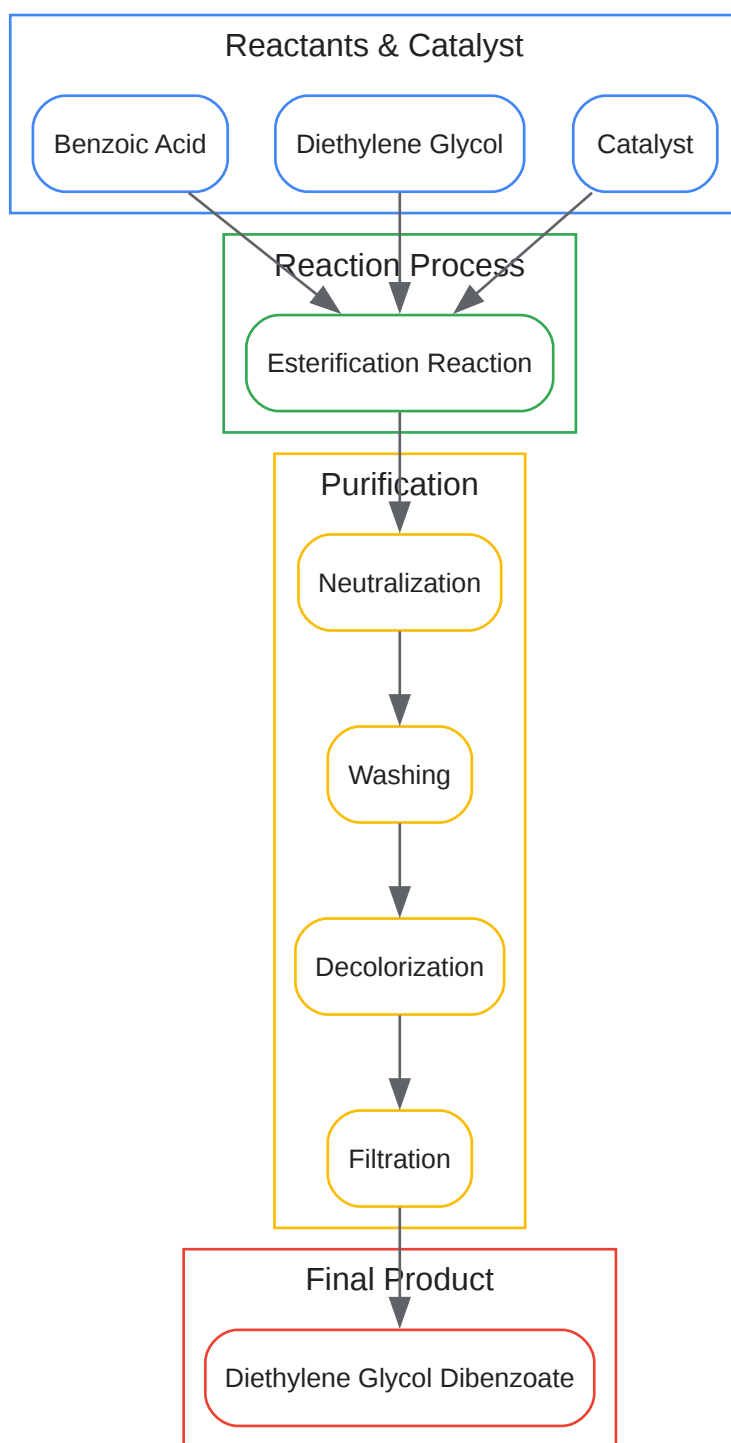 Reactants & Catalyst
Benzoic Acid
Diethylene Glycol
Catalyst
Reaction Process
Esterification Reaction
Purification
Neutralization
Washing
Decolorization
Filtration
Final Product
Diethylene Glycol Dibenzoate